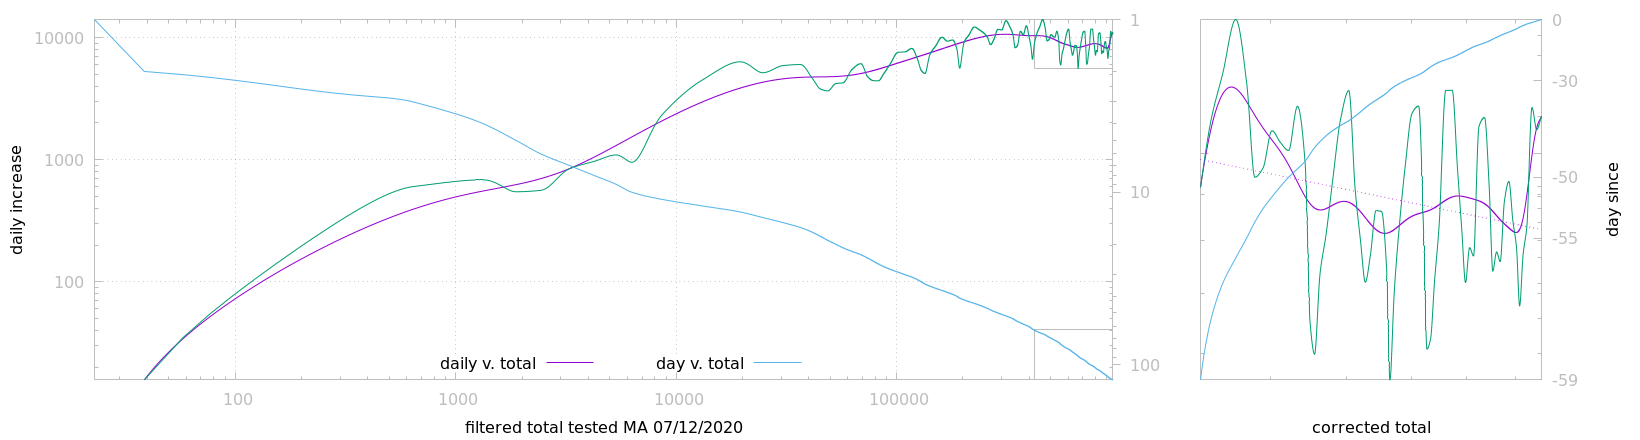 daily increase
10000
1000
100
100
1000
10000
100000
1
10
100
daily v. total
day v. total
filtered total tested MA 07/12/2020
0
-30
-50
-55
-59
day since
corrected total